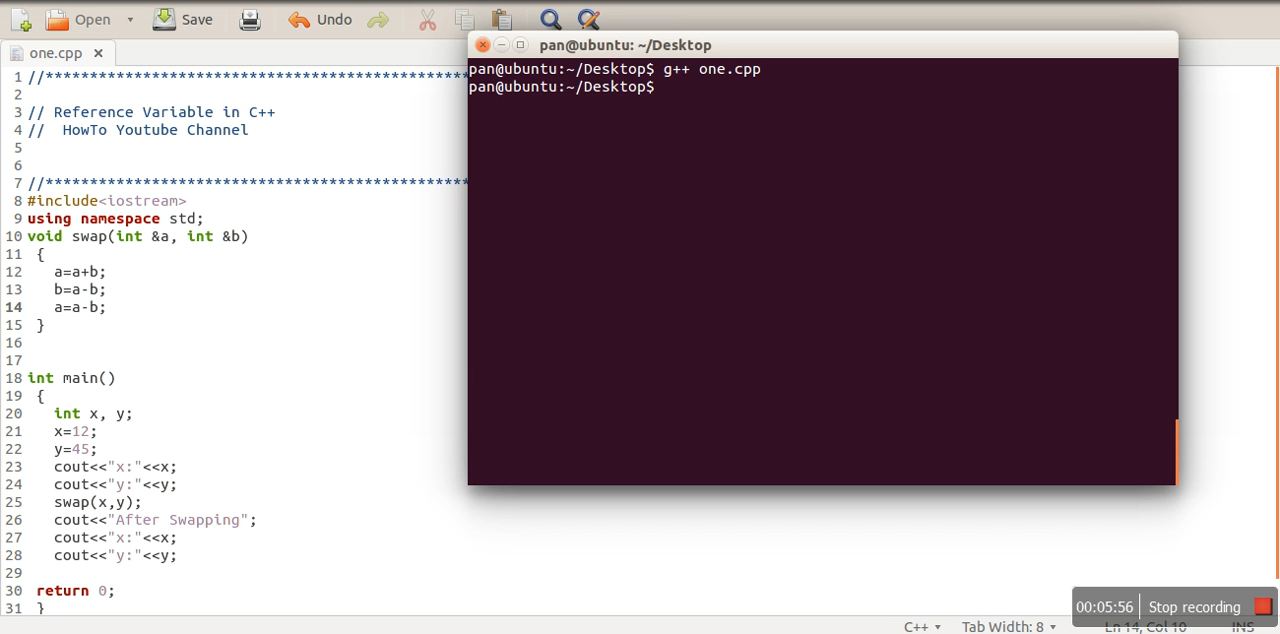 Open Save Undo
one.cpp
pan@ubuntu: ~/Desktop
pan@ubuntu:~/Desktop$ g++ one.cpp
pan@ubuntu:~/Desktop$
1 //************************************************
2
3 // Reference Variable in C++
4 //  HowTo Youtube Channel
5
6
7 //************************************************
8 #include<iostream>
9 using namespace std;
10 void swap(int &a, int &b)
11 {
12 a=a+b;
13 b=a-b;
14 a=a-b;
15 }
16
17
18 int main()
19 {
20 int x, y;
21 x=12;
22 y=45;
23 cout<<"x:"<<x;
24 cout<<"y:"<<y;
25 swap(x,y);
26 cout<<"After Swapping";
27 cout<<"x:"<<x;
28 cout<<"y:"<<y;
29
30 return 0;
31 }
00:05:56 Stop recording
C++ Tab Width: 8 Ln 14, Col 10 INS